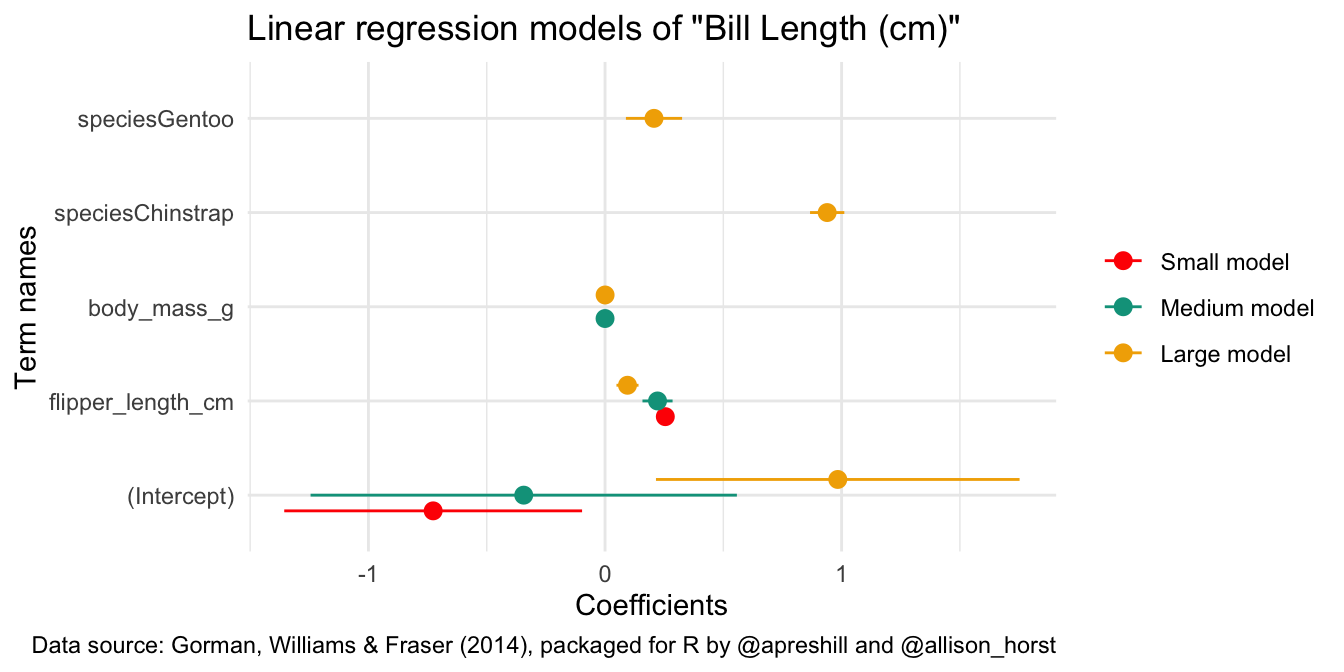 Linear regression models of "Bill Length (cm)"
Term names
speciesGentoo
speciesChinstrap
body_mass_g
flipper_length_cm
(Intercept)
-1
0
1
Coefficients
Small model
Medium model
Large model
Data source: Gorman, Williams & Fraser (2014), packaged for R by @apreshill and @allison_horst